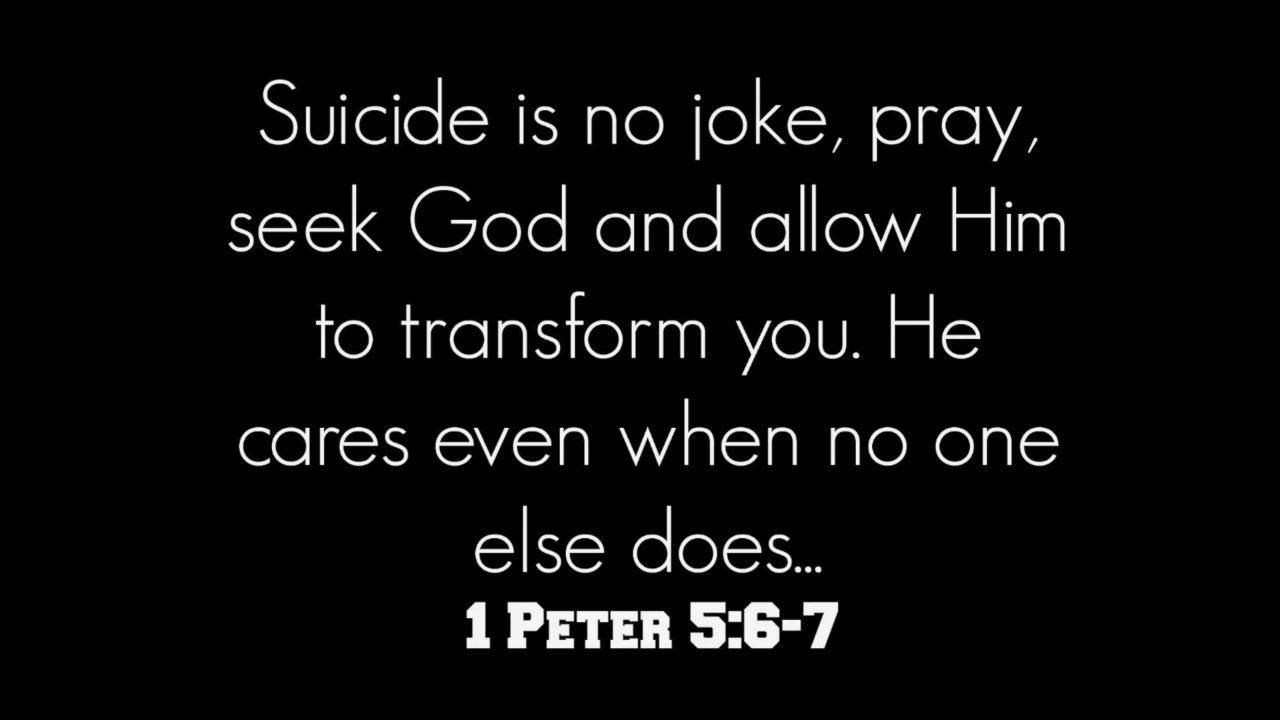 Suicide is no joke, pray,
seek God and allow Him
to transform you. He
cares even when no one
else does...
1 Peter 5:6-7